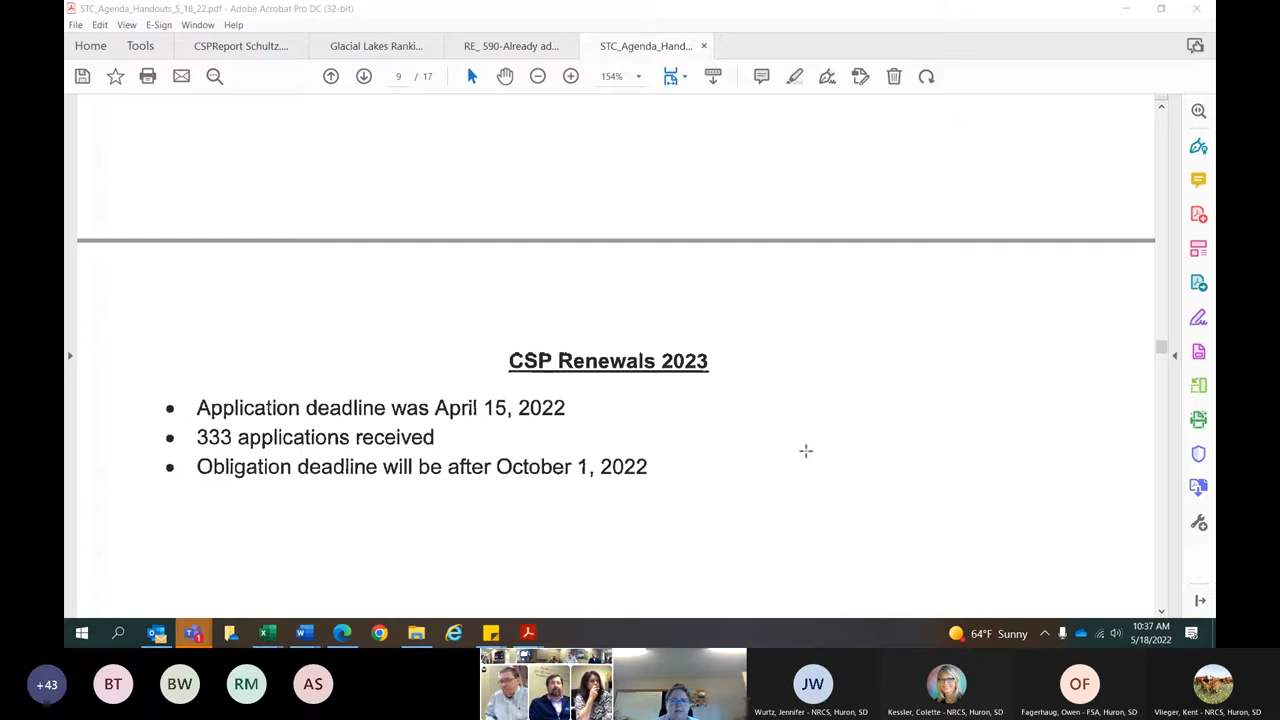 STC_Agenda_Handouts_5_18_22.pdf - Adobe Acrobat Pro DC (32-bit)
File Edit View E-Sign Window Help
Home Tools CSPReport Schultz.... Glacial Lakes Ranki... RE_ 590-Already ad... STC_Agenda_Hand... ×
9 / 17 154%
CSP Renewals 2023
• Application deadline was April 15, 2022
• 333 applications received
• Obligation deadline will be after October 1, 2022
64°F Sunny
10:37 AM
5/18/2022
+43 BT BW RM AS JW OF
Wurtz, Jennifer - NRCS, Huron, SD
Kessler, Colette - NRCS, Huron, SD
Fagerhaug, Owen - FSA, Huron, SD
Vlieger, Kent - NRCS, Huron, SD